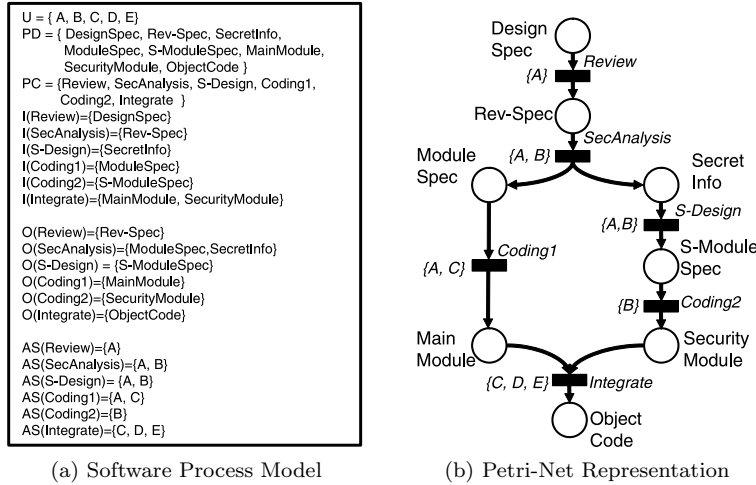 U = { A, B, C, D, E}
PD = { DesignSpec, Rev-Spec, SecretInfo,
ModuleSpec, S-ModuleSpec, MainModule,
SecurityModule, ObjectCode }
PC = {Review, SecAnalysis, S-Design, Coding1,
Coding2, Integrate }
I(Review)={DesignSpec}
I(SecAnalysis)={Rev-Spec}
I(S-Design)={SecretInfo}
I(Coding1)={ModuleSpec}
I(Coding2)={S-ModuleSpec}
I(Integrate)={MainModule, SecurityModule}
O(Review)={Rev-Spec}
O(SecAnalysis)={ModuleSpec,SecretInfo}
O(S-Design) = {S-ModuleSpec}
O(Coding1)={MainModule}
O(Coding2)={SecurityModule}
O(Integrate)={ObjectCode}
AS(Review)={A}
AS(SecAnalysis)={A, B}
AS(S-Design)= {A, B}
AS(Coding1)={A, C}
AS(Coding2)={B}
AS(Integrate)={C, D, E}
(a) Software Process Model
Design
Spec
Review
{A}
Rev-Spec
SecAnalysis
{A, B}
Module
Spec
Secret
Info
S-Design
{A,B}
S-Module
Spec
Coding1
{A, C}
{B}
Coding2
Main
Module
Security
Module
{C, D, E}
Integrate
Object
Code
(b) Petri-Net Representation